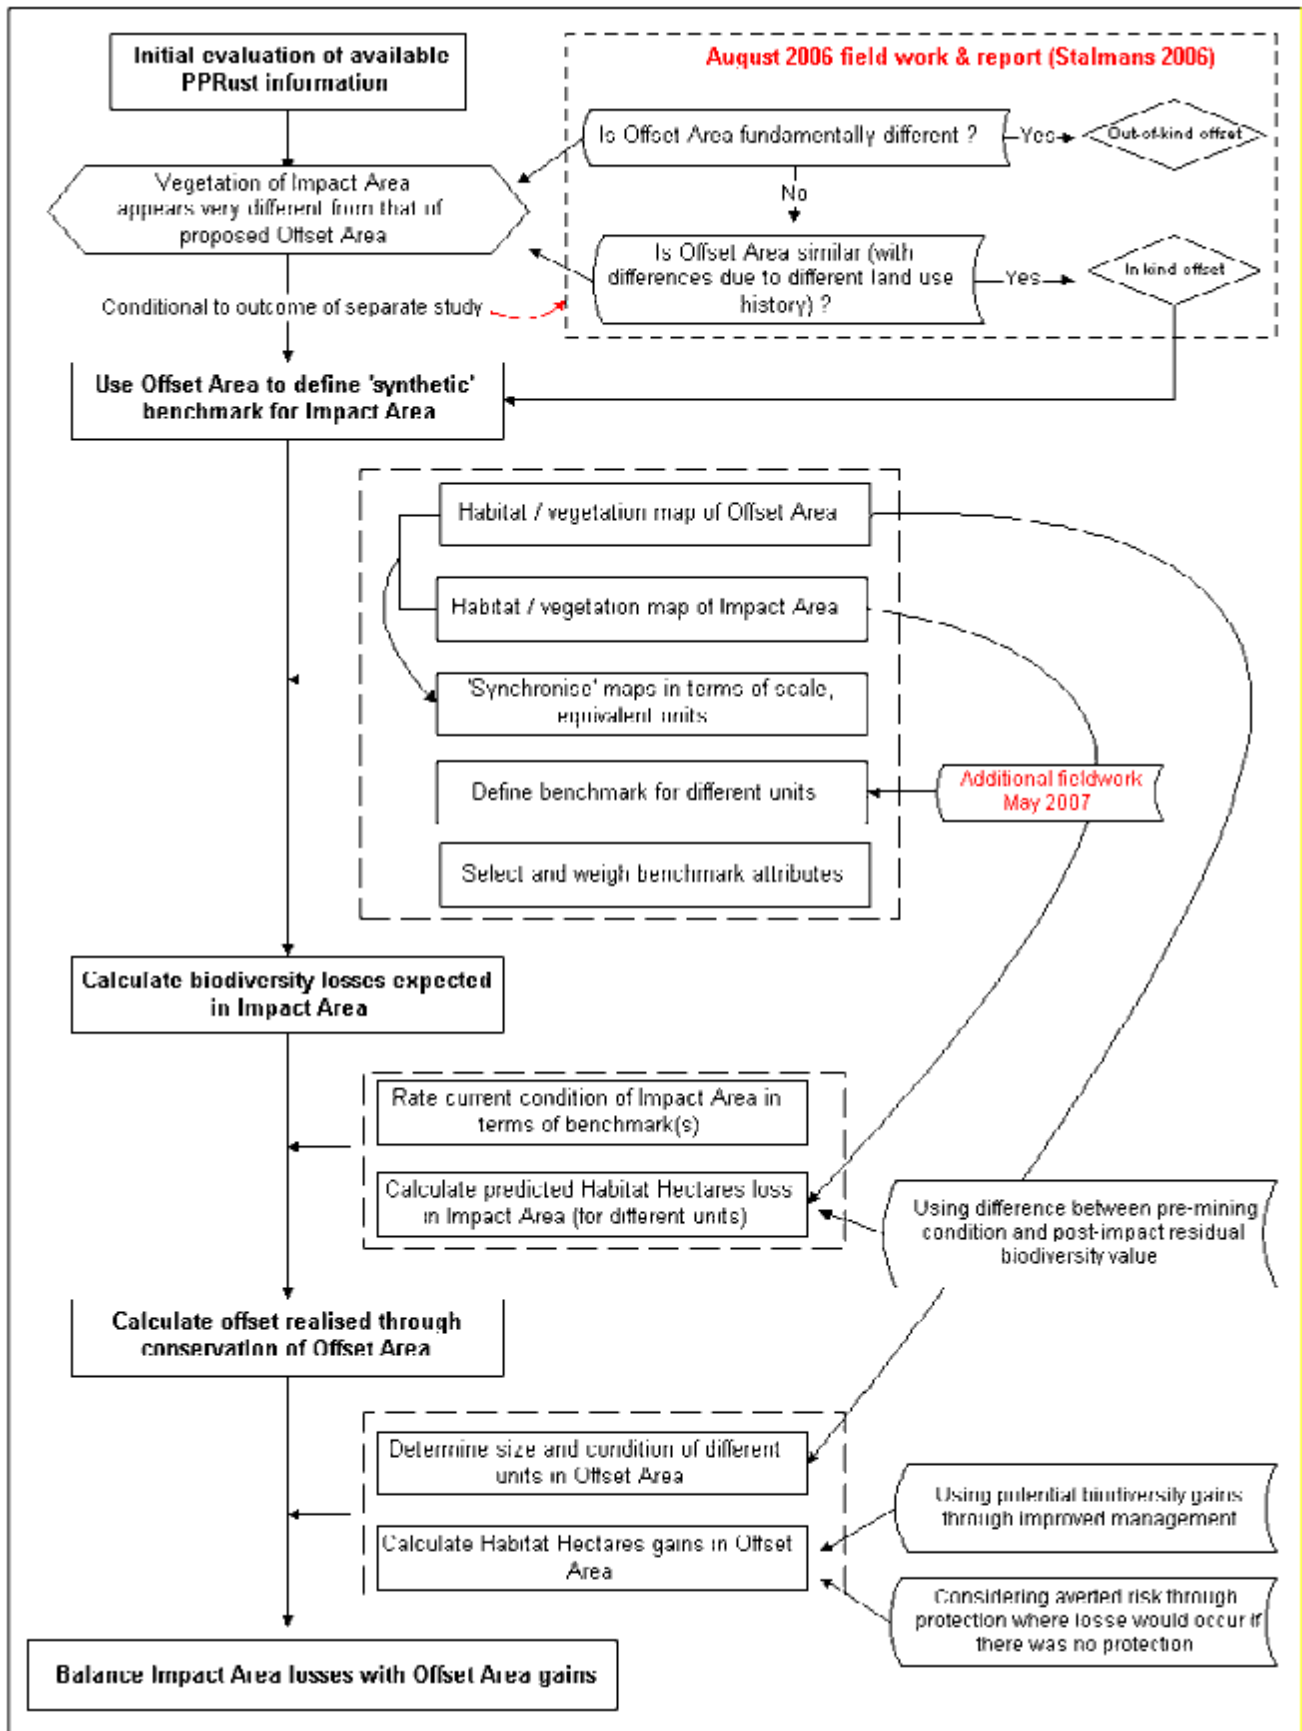 Initial evaluation of available
PPRust information
August 2006 field work & report (Stalmans 2006)
Is Offset Area fundamentally different ?
Yes
Out-of-kind offset
Vegetation of Impact Area
appears very different from that of
proposed Offset Area
No
Is Offset Area similar (with
differences due to different land use
history) ?
Yes
In kind offset
Conditional to outcome of separate study
Use Offset Area to define 'synthetic'
benchmark for Impact Area
Habitat / vegetation map of Offset Area
Habitat / vegetation map of Impact Area
'Synchronise' maps in terms of scale,
equivalent units
Define benchmark for different units
Additional fieldwork
May 2007
Select and weigh benchmark attributes
Calculate biodiversity losses expected
in Impact Area
Rate current condition of Impact Area in
terms of benchmark(s)
Calculate predicted Habitat Hectares loss
in Impact Area (for different units)
Using difference between pre-mining
condition and post-impact residual
biodiversity value
Calculate offset realised through
conservation of Offset Area
Determine size and condition of different
units in Offset Area
Using potential biodiversity gains
through improved management
Calculate Habitat Hectares gains in Offset
Area
Considering averted risk through
protection where losse would occur if
there was no protection
Balance Impact Area losses with Offset Area gains